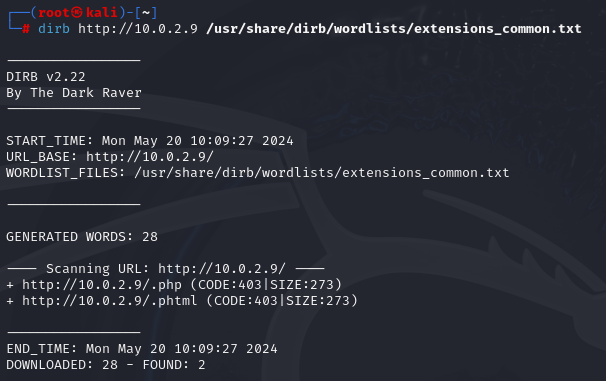 ┌──(root㉿kali)-[~]
└─# dirb http://10.0.2.9 /usr/share/dirb/wordlists/extensions_common.txt
-----------------
DIRB v2.22
By The Dark Raver
-----------------
START_TIME: Mon May 20 10:09:27 2024
URL_BASE: http://10.0.2.9/
WORDLIST_FILES: /usr/share/dirb/wordlists/extensions_common.txt
-----------------
GENERATED WORDS: 28
---- Scanning URL: http://10.0.2.9/ ----
+ http://10.0.2.9/.php (CODE:403|SIZE:273)
+ http://10.0.2.9/.phtml (CODE:403|SIZE:273)
-----------------
END_TIME: Mon May 20 10:09:27 2024
DOWNLOADED: 28 - FOUND: 2